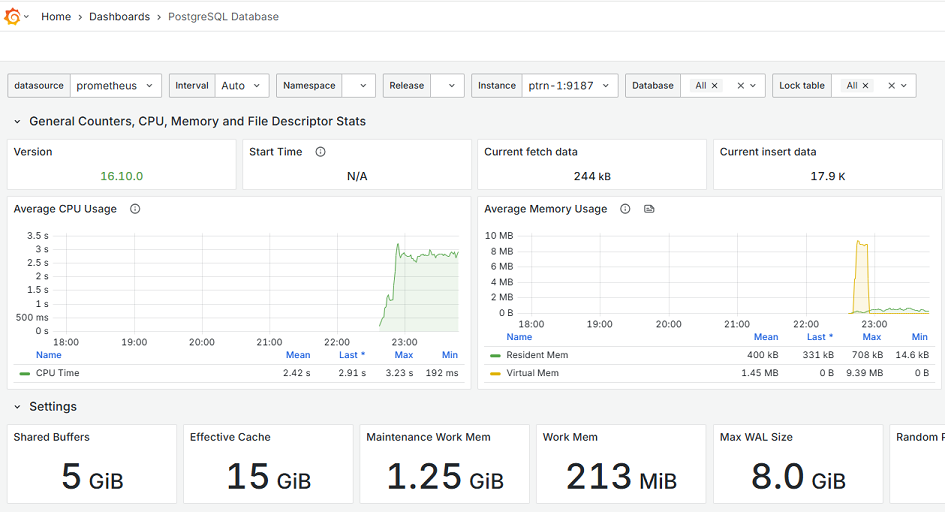 Home › Dashboards › PostgreSQL Database
datasource prometheus Interval Auto Namespace Release Instance ptrn-1:9187 Database All × × Lock table All × ×
General Counters, CPU, Memory and File Descriptor Stats
Version
16.10.0
Start Time
N/A
Current fetch data
244 kB
Current insert data
17.9 K
Average CPU Usage
3.5 s
3 s
2.5 s
2 s
1.5 s
1 s
500 ms
0 s
18:00 19:00 20:00 21:00 22:00 23:00
Name Mean Last * Max Min
CPU Time 2.42 s 2.91 s 3.23 s 192 ms
Average Memory Usage
10 MB
8 MB
6 MB
4 MB
2 MB
0 B
18:00 19:00 20:00 21:00 22:00 23:00
Name Mean Last * Max Min
Resident Mem 400 kB 331 kB 708 kB 14.6 kB
Virtual Mem 1.45 MB 0 B 9.39 MB 0 B
Settings
Shared Buffers
5 GiB
Effective Cache
15 GiB
Maintenance Work Mem
1.25 GiB
Work Mem
213 MiB
Max WAL Size
8.0 GiB
Random